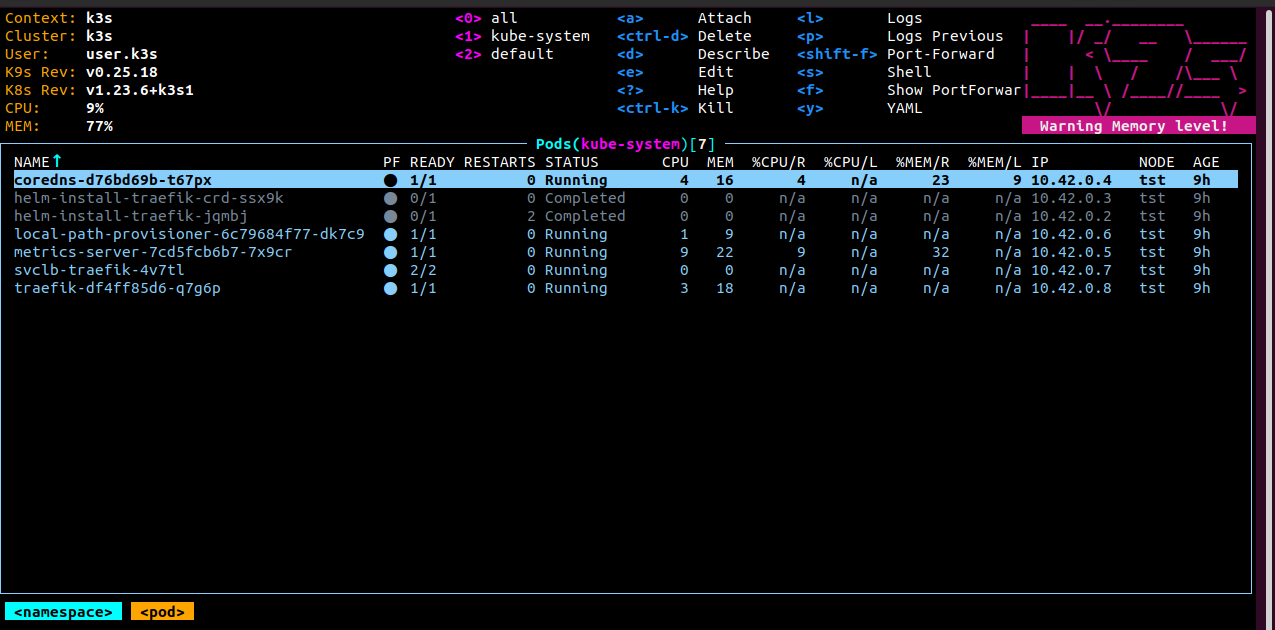 Context: k3s <0> all <a> Attach <l> Logs
Cluster: k3s <1> kube-system <ctrl-d> Delete <p> Logs Previous
User: user.k3s <2> default <d> Describe <shift-f> Port-Forward
K9s Rev: v0.25.18 <e> Edit <s> Shell
K8s Rev: v1.23.6+k3s1 <?> Help <f> Show PortForwar
CPU: 9% <ctrl-k> Kill <y> YAML
MEM: 77%
Warning Memory level!
Pods(kube-system)[7]
NAME↑ PF READY RESTARTS STATUS CPU MEM %CPU/R %CPU/L %MEM/R %MEM/L IP NODE AGE
coredns-d76bd69b-t67px ● 1/1 0 Running 4 16 4 n/a 23 9 10.42.0.4 tst 9h
helm-install-traefik-crd-ssx9k ● 0/1 0 Completed 0 0 n/a n/a n/a n/a 10.42.0.3 tst 9h
helm-install-traefik-jqmbj ● 0/1 2 Completed 0 0 n/a n/a n/a n/a 10.42.0.2 tst 9h
local-path-provisioner-6c79684f77-dk7c9 ● 1/1 0 Running 1 9 n/a n/a n/a n/a 10.42.0.6 tst 9h
metrics-server-7cd5fcb6b7-7x9cr ● 1/1 0 Running 9 22 9 n/a 32 n/a 10.42.0.5 tst 9h
svclb-traefik-4v7tl ● 2/2 0 Running 0 0 n/a n/a n/a n/a 10.42.0.7 tst 9h
traefik-df4ff85d6-q7g6p ● 1/1 0 Running 3 18 n/a n/a n/a n/a 10.42.0.8 tst 9h
<namespace> <pod>